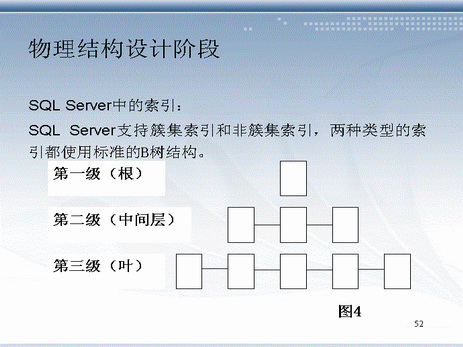 物理结构设计阶段
SQL Server中的索引：
SQL Server支持簇集索引和非簇集索引，两种类型的索
引都使用标准的B树结构。
第一级（根）
第二级（中间层）
第三级（叶）
图4
52